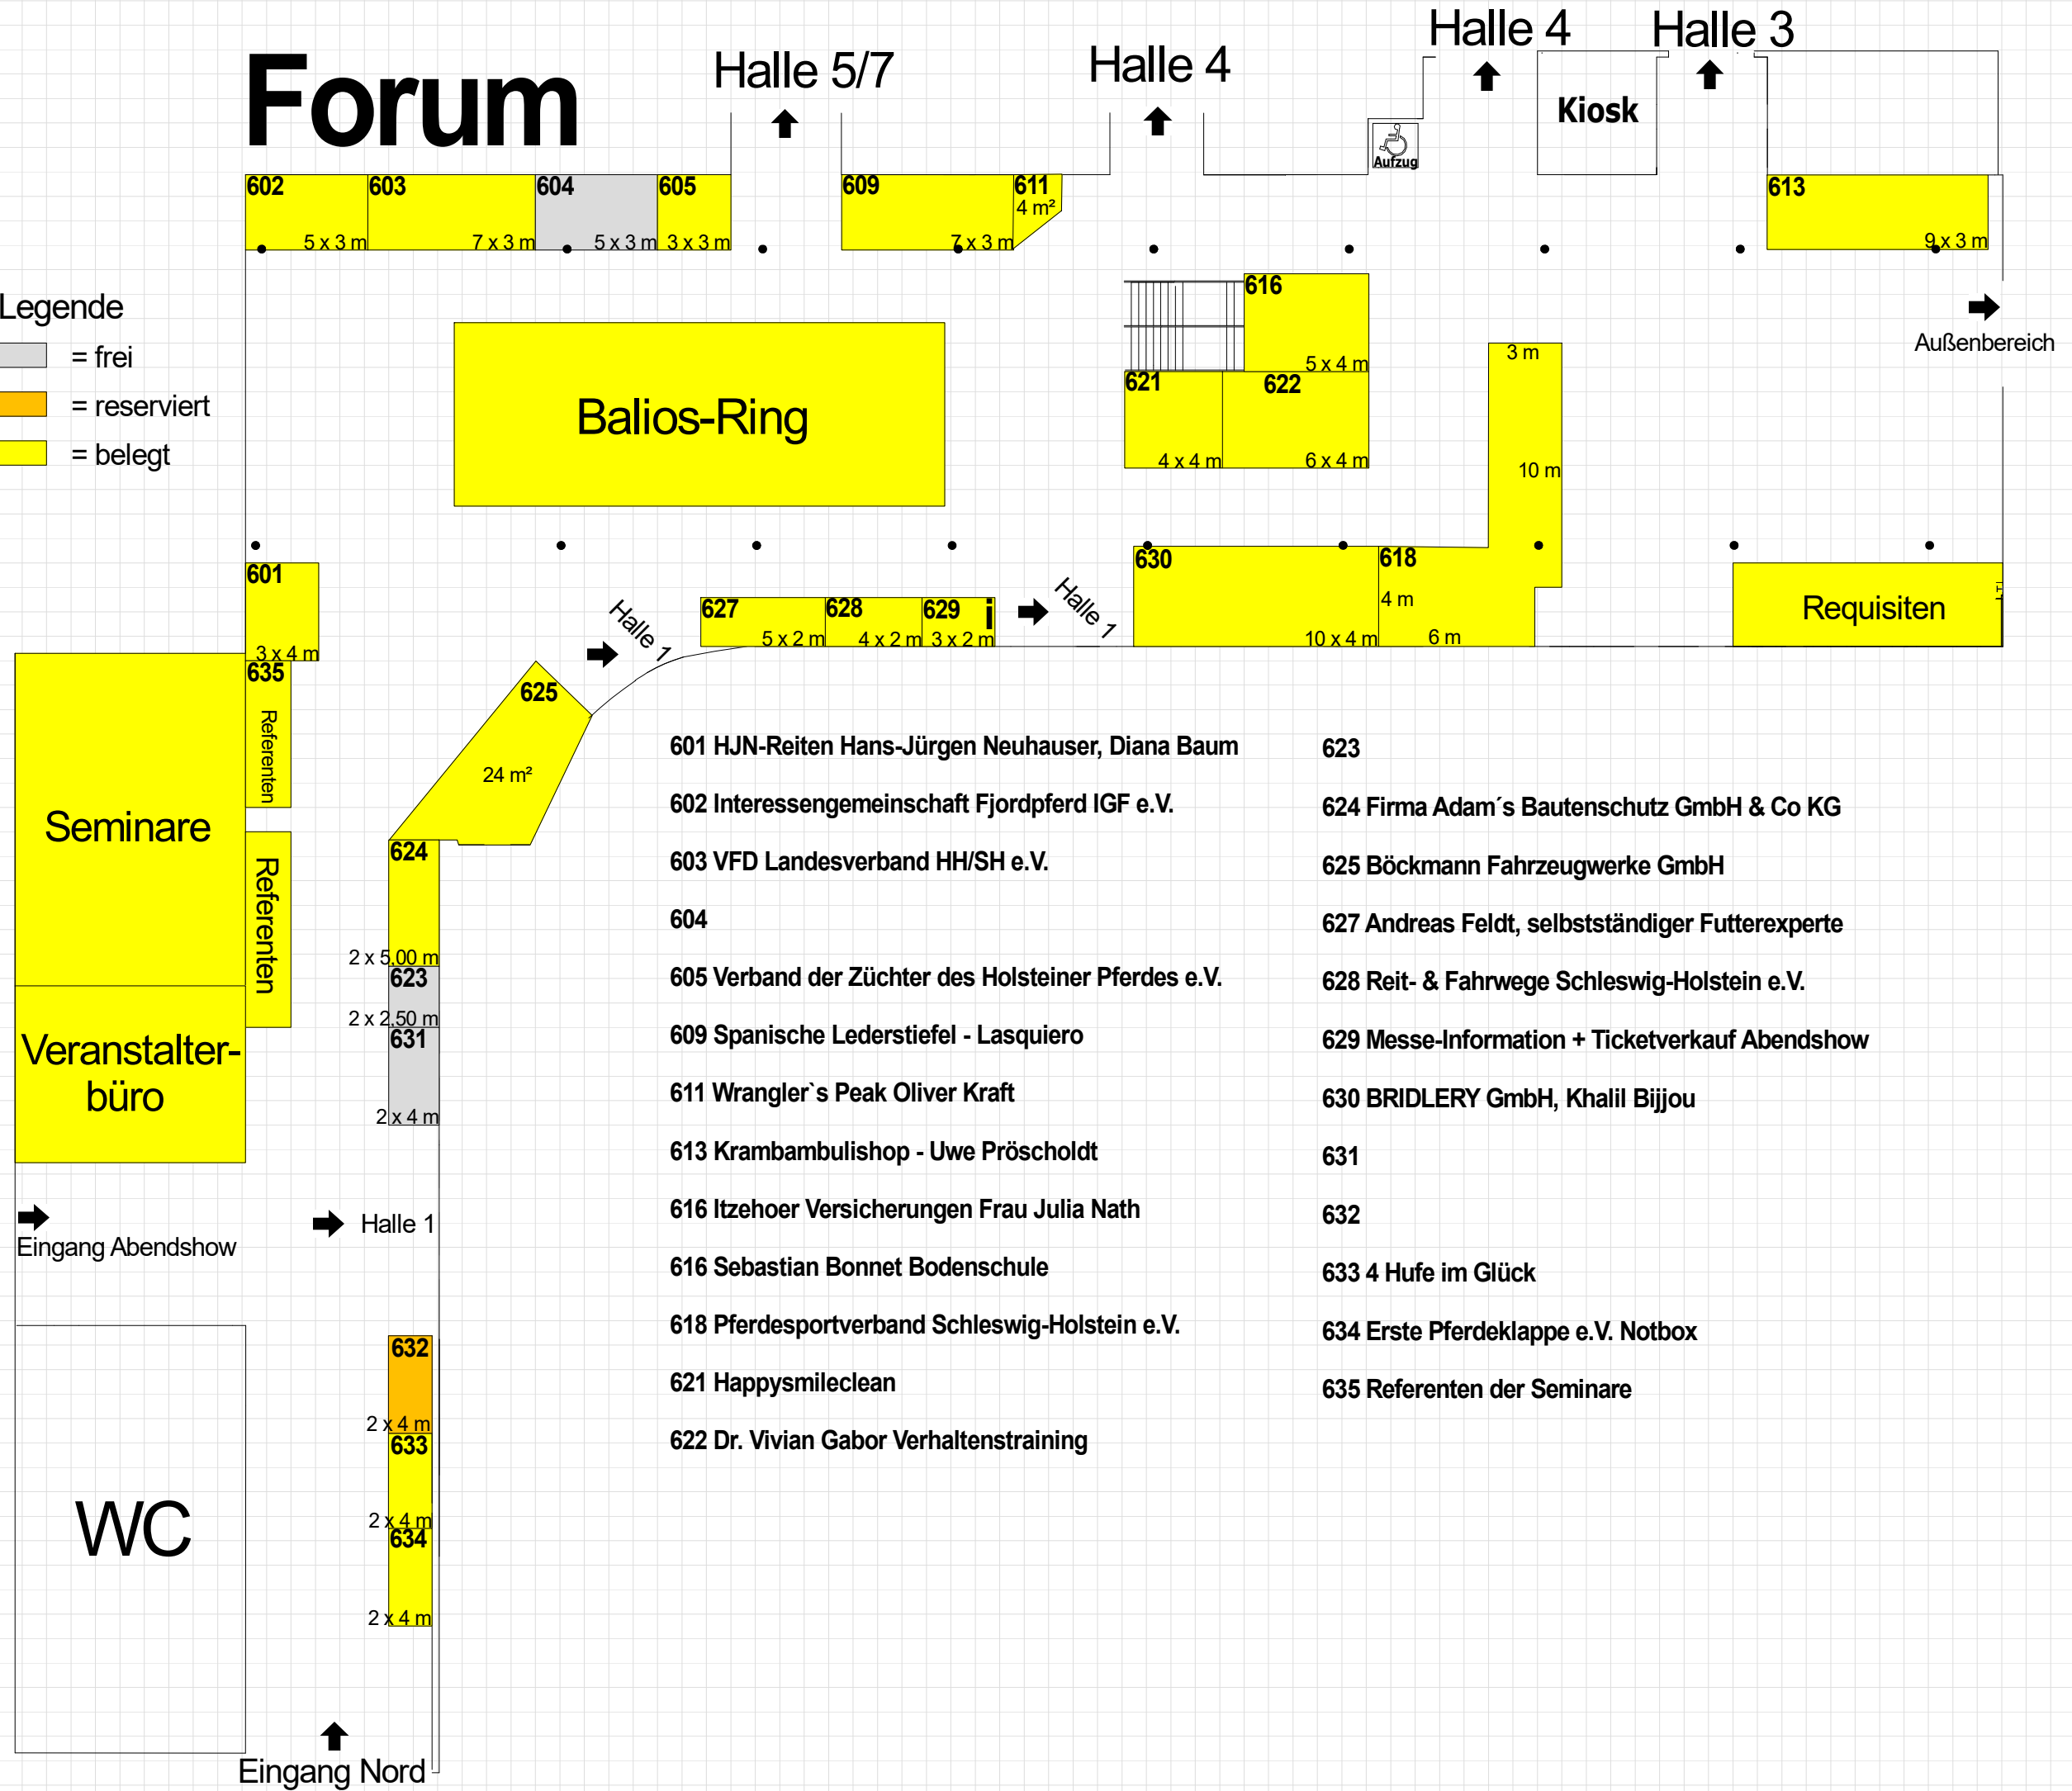 Forum
Halle 5/7
Halle 4
Halle 4
Halle 3
Kiosk
Aufzug
602
5 x 3 m
603
7 x 3 m
604
5 x 3 m
605
3 x 3 m
609
7 x 3 m
611
4 m²
613
9 x 3 m
Legende
= frei
= reserviert
= belegt
Balios-Ring
616
5 x 4 m
621
4 x 4 m
622
6 x 4 m
3 m
10 m
Außenbereich
601
3 x 4 m
Halle 1
627
5 x 2 m
628
4 x 2 m
629
i
3 x 2 m
Halle 1
630
10 x 4 m
618
4 m
6 m
Requisiten
635
Referenten
625
24 m²
Seminare
Referenten
624
2 x 5,00 m
623
2 x 2,50 m
631
2 x 4 m
Veranstalter-
büro
Eingang Abendshow
Halle 1
632
2 x 4 m
633
2 x 4 m
634
2 x 4 m
WC
Eingang Nord
601 HJN-Reiten Hans-Jürgen Neuhauser, Diana Baum
602 Interessengemeinschaft Fjordpferd IGF e.V.
603 VFD Landesverband HH/SH e.V.
604
605 Verband der Züchter des Holsteiner Pferdes e.V.
609 Spanische Lederstiefel - Lasquiero
611 Wrangler`s Peak Oliver Kraft
613 Krambambulishop - Uwe Pröscholdt
616 Itzehoer Versicherungen Frau Julia Nath
616 Sebastian Bonnet Bodenschule
618 Pferdesportverband Schleswig-Holstein e.V.
621 Happysmileclean
622 Dr. Vivian Gabor Verhaltenstraining
623
624 Firma Adam´s Bautenschutz GmbH & Co KG
625 Böckmann Fahrzeugwerke GmbH
627 Andreas Feldt, selbstständiger Futterexperte
628 Reit- & Fahrwege Schleswig-Holstein e.V.
629 Messe-Information + Ticketverkauf Abendshow
630 BRIDLERY GmbH, Khalil Bijjou
631
632
633 4 Hufe im Glück
634 Erste Pferdeklappe e.V. Notbox
635 Referenten der Seminare